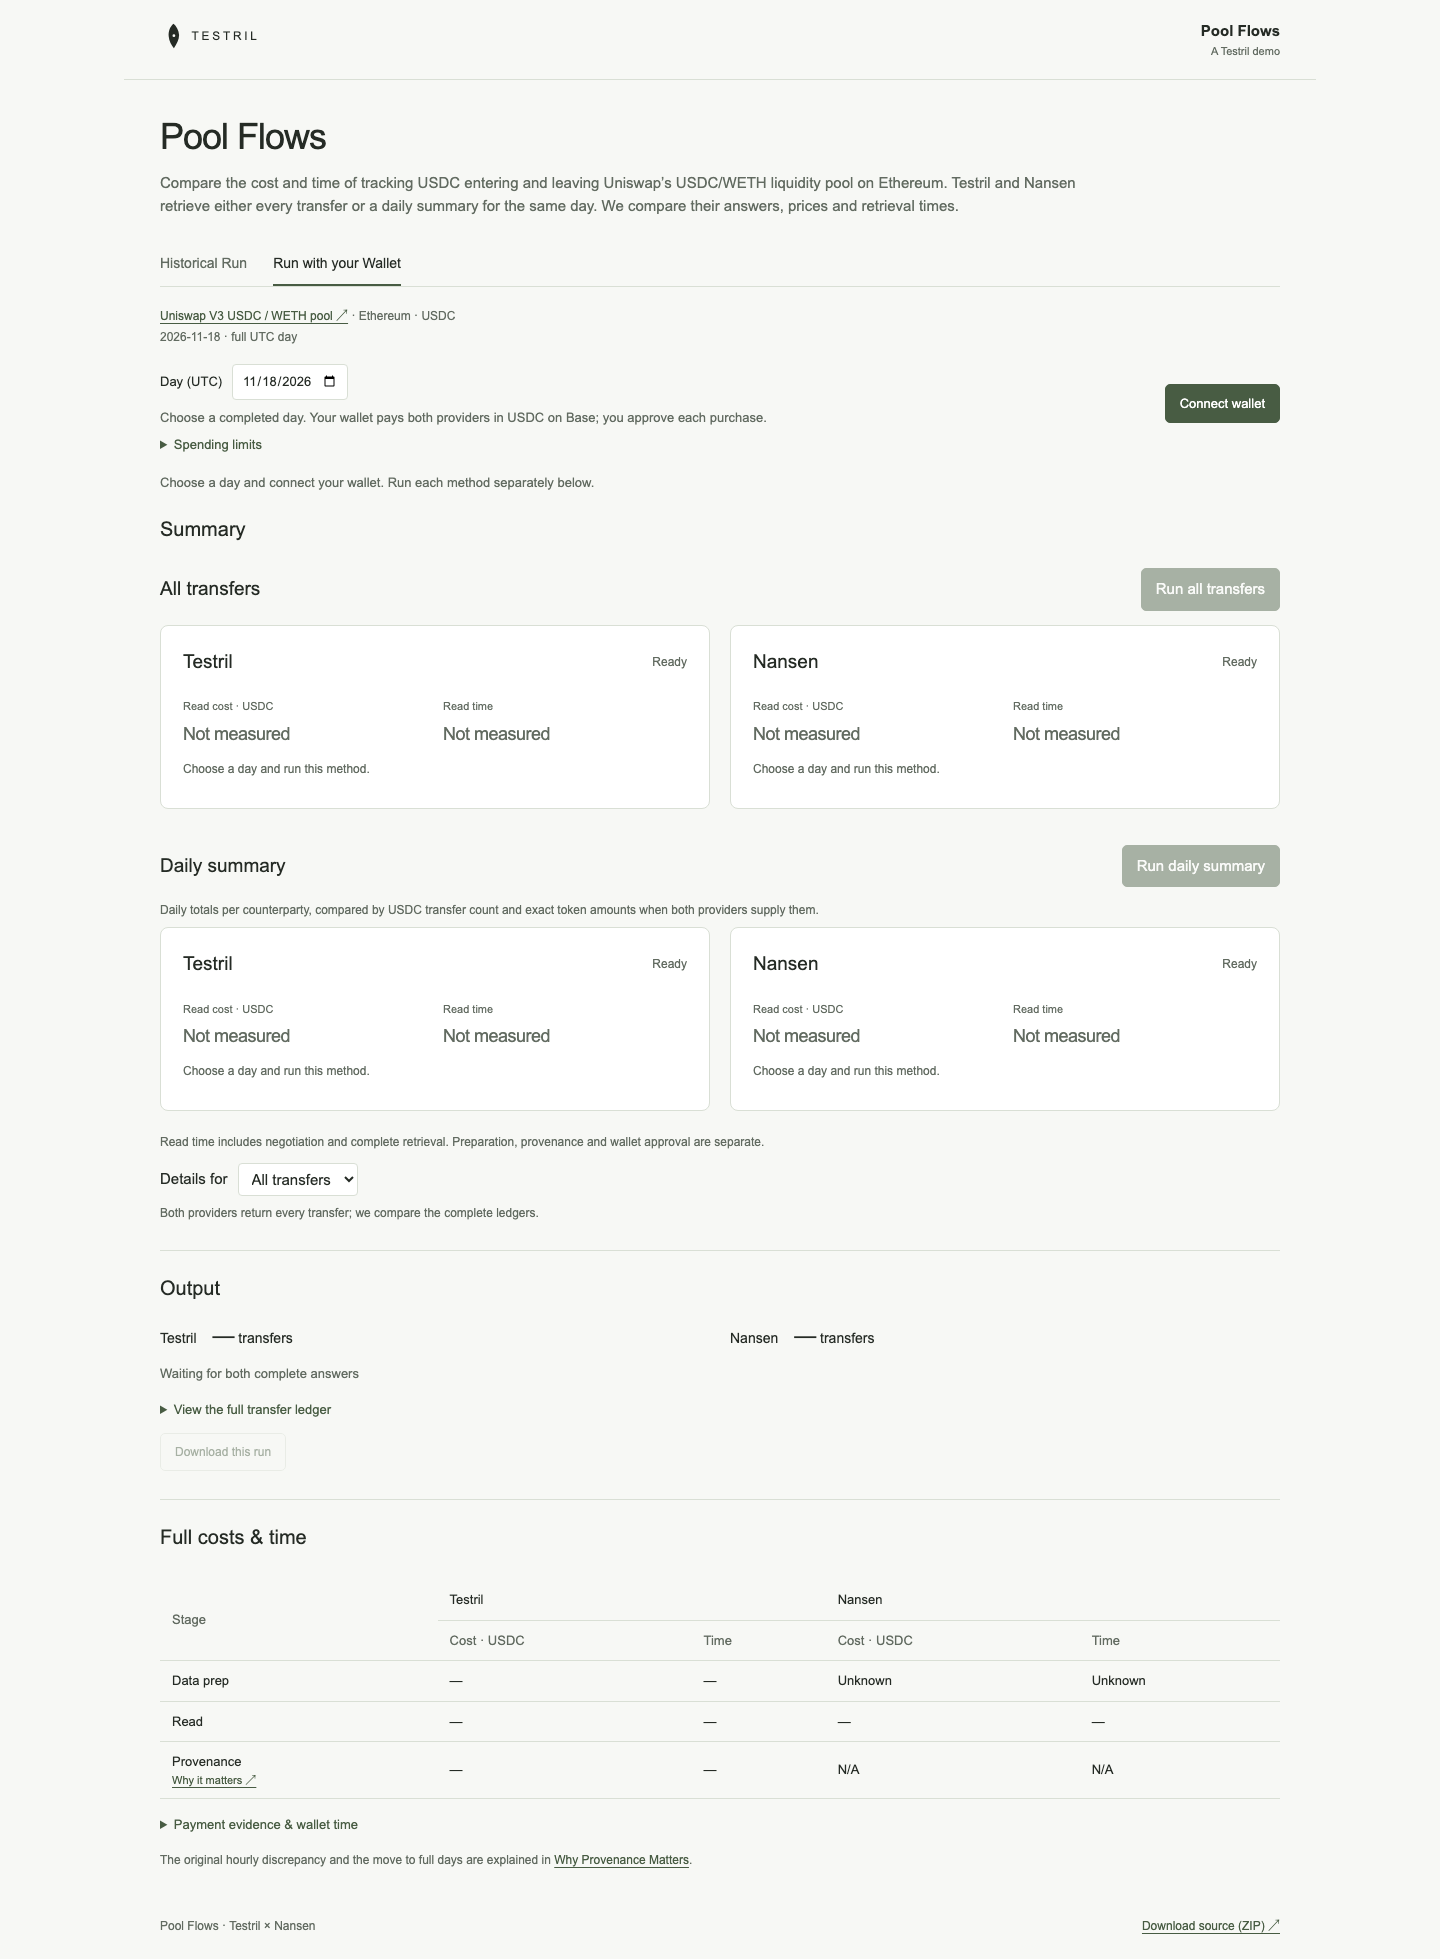 TESTRIL
Pool Flows
A Testril demo
Pool Flows
Compare the cost and time of tracking USDC entering and leaving Uniswap’s USDC/WETH liquidity pool on Ethereum. Testril and Nansen
retrieve either every transfer or a daily summary for the same day. We compare their answers, prices and retrieval times.
Historical Run
Run with your Wallet
Uniswap V3 USDC / WETH pool ↗ · Ethereum · USDC
2026-11-18 · full UTC day
Day (UTC) 11/18/2026
Connect wallet
Choose a completed day. Your wallet pays both providers in USDC on Base; you approve each purchase.
▶ Spending limits
Choose a day and connect your wallet. Run each method separately below.
Summary
All transfers
Run all transfers
Testril Ready
Read cost · USDC Read time
Not measured Not measured
Choose a day and run this method.
Nansen Ready
Read cost · USDC Read time
Not measured Not measured
Choose a day and run this method.
Daily summary
Run daily summary
Daily totals per counterparty, compared by USDC transfer count and exact token amounts when both providers supply them.
Testril Ready
Read cost · USDC Read time
Not measured Not measured
Choose a day and run this method.
Nansen Ready
Read cost · USDC Read time
Not measured Not measured
Choose a day and run this method.
Read time includes negotiation and complete retrieval. Preparation, provenance and wallet approval are separate.
Details for All transfers
Both providers return every transfer; we compare the complete ledgers.
Output
Testril — transfers
Nansen — transfers
Waiting for both complete answers
▶ View the full transfer ledger
Download this run
Full costs & time
Stage Testril Nansen
Cost · USDC Time Cost · USDC Time
Data prep — — Unknown Unknown
Read — — — —
Provenance — — N/A N/A
Why it matters ↗
▶ Payment evidence & wallet time
The original hourly discrepancy and the move to full days are explained in Why Provenance Matters.
Pool Flows · Testril × Nansen
Download source (ZIP) ↗